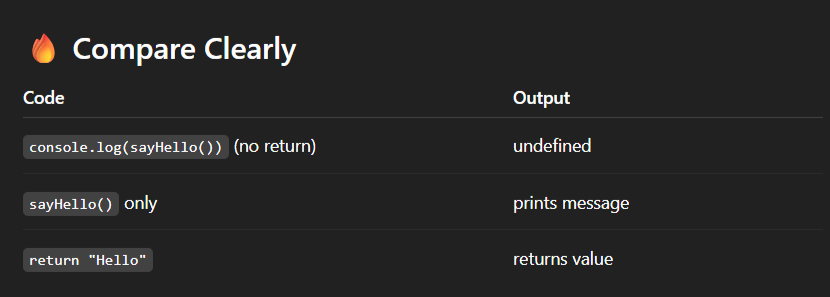 🔥 Compare Clearly
Code Output
console.log(sayHello()) (no return) undefined
sayHello() only prints message
return "Hello" returns value